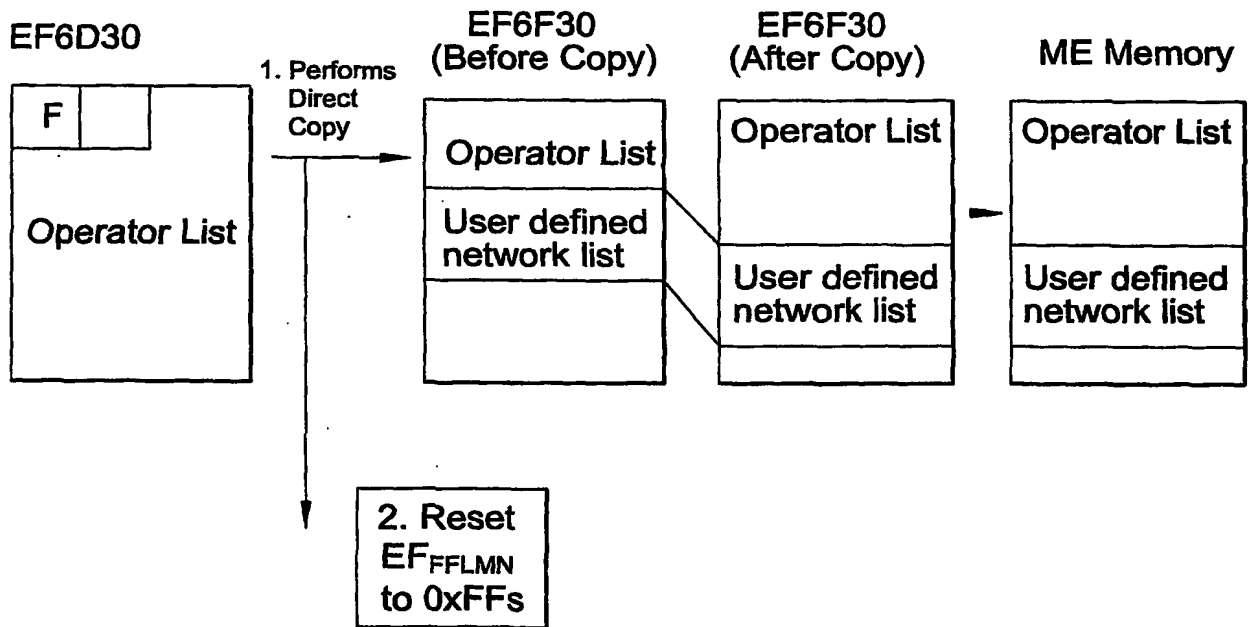 EF6D30
F
Operator List
1. Performs
Direct
Copy
EF6F30
(Before Copy)
Operator List
User defined
network list
EF6F30
(After Copy)
Operator List
User defined
network list
ME Memory
Operator List
User defined
network list
2. Reset
EFFFLMN
to 0xFFs